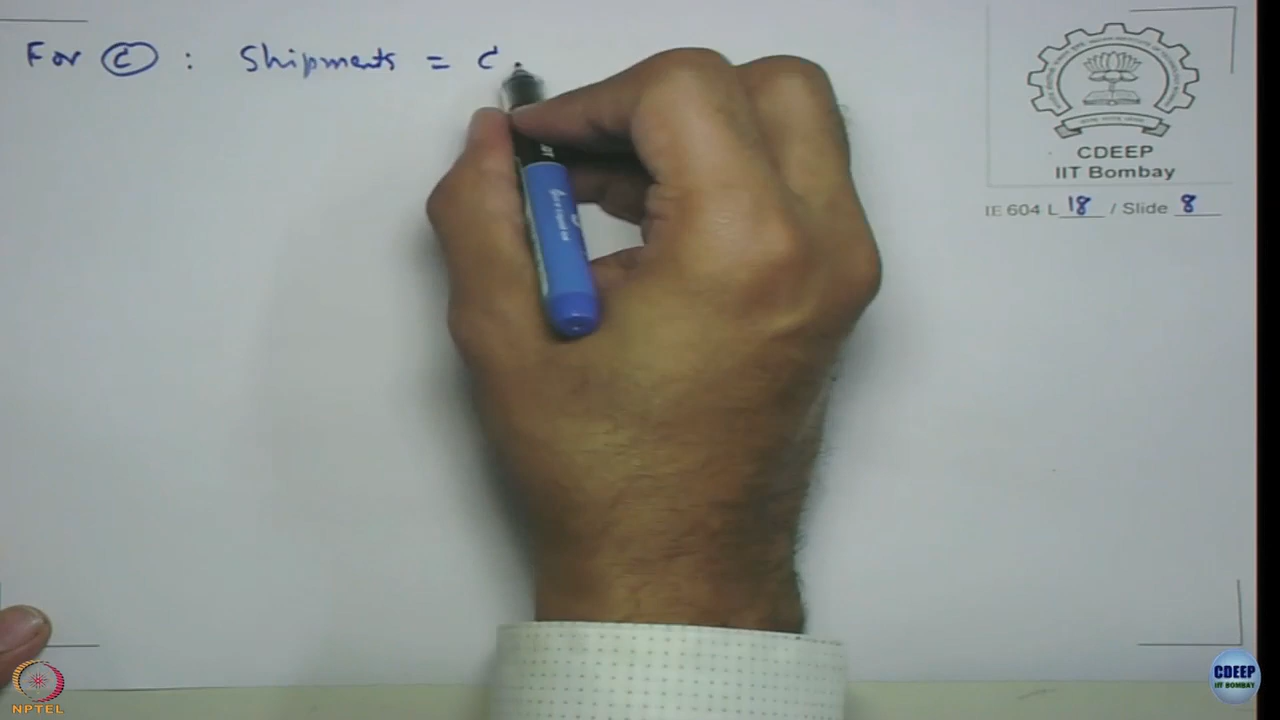 For C : Shipments = C
CDEEP
IIT Bombay
IE 604 L 18 / Slide 8
NPTEL
CDEEP
IIT BOMBAY